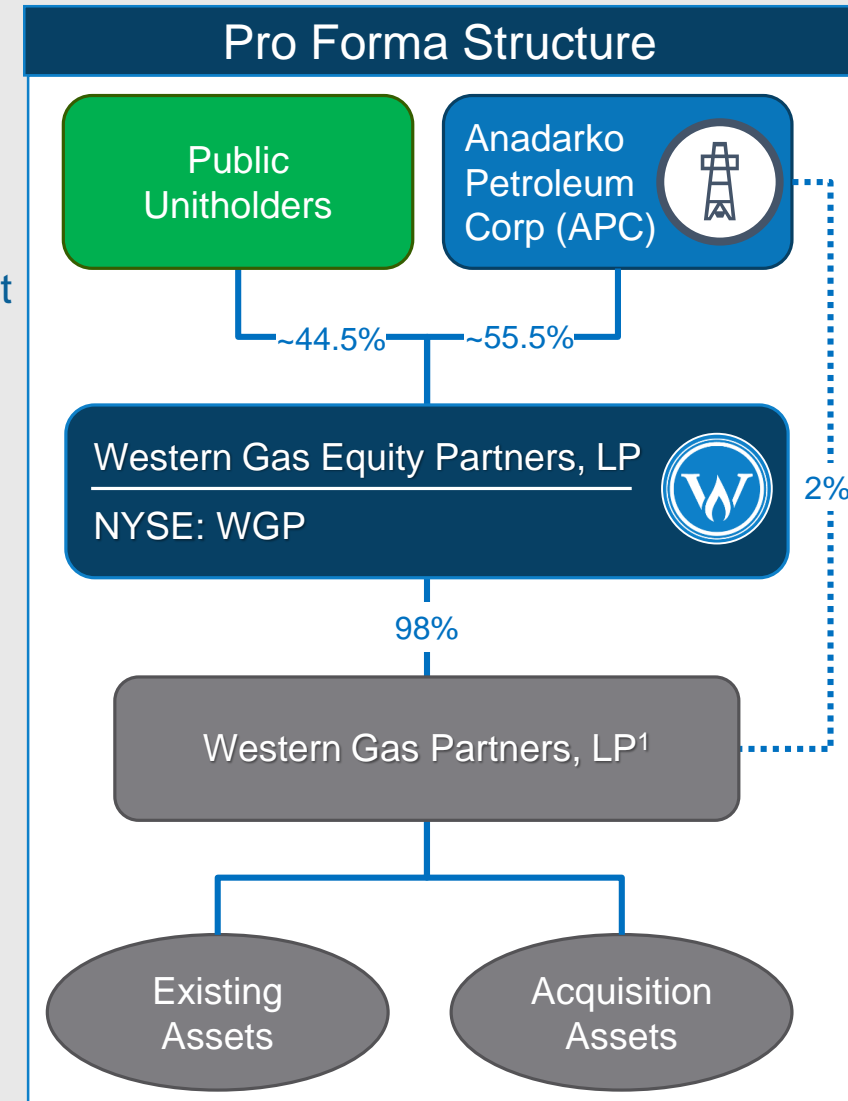 Pro Forma Structure
Public
Unitholders
Anadarko
Petroleum
Corp (APC)
t
~44.5%
~55.5%
Western Gas Equity Partners, LP
NYSE: WGP
W
2%
98%
Western Gas Partners, LP¹
Existing
Assets
Acquisition
Assets